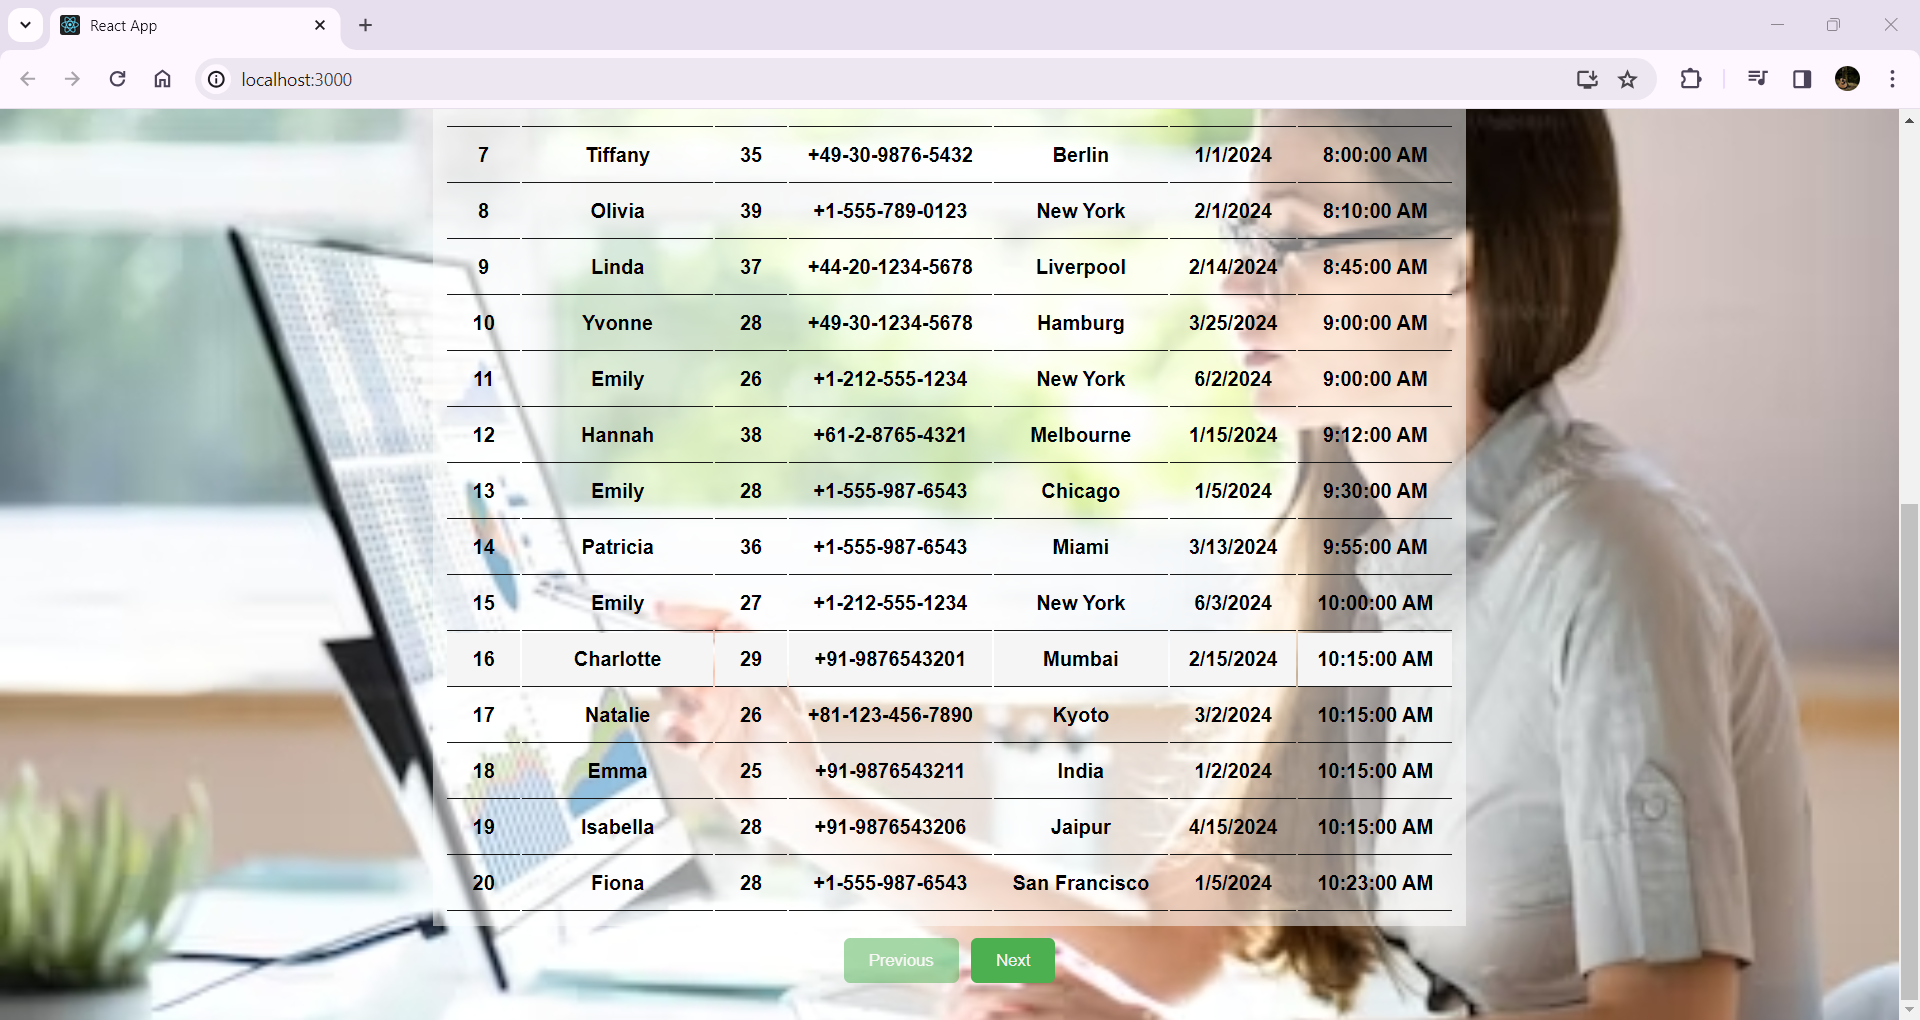 React App
localhost:3000
7 Tiffany 35 +49-30-9876-5432 Berlin 1/1/2024 8:00:00 AM
8 Olivia 39 +1-555-789-0123 New York 2/1/2024 8:10:00 AM
9 Linda 37 +44-20-1234-5678 Liverpool 2/14/2024 8:45:00 AM
10 Yvonne 28 +49-30-1234-5678 Hamburg 3/25/2024 9:00:00 AM
11 Emily 26 +1-212-555-1234 New York 6/2/2024 9:00:00 AM
12 Hannah 38 +61-2-8765-4321 Melbourne 1/15/2024 9:12:00 AM
13 Emily 28 +1-555-987-6543 Chicago 1/5/2024 9:30:00 AM
14 Patricia 36 +1-555-987-6543 Miami 3/13/2024 9:55:00 AM
15 Emily 27 +1-212-555-1234 New York 6/3/2024 10:00:00 AM
16 Charlotte 29 +91-9876543201 Mumbai 2/15/2024 10:15:00 AM
17 Natalie 26 +81-123-456-7890 Kyoto 3/2/2024 10:15:00 AM
18 Emma 25 +91-9876543211 India 1/2/2024 10:15:00 AM
19 Isabella 28 +91-9876543206 Jaipur 4/15/2024 10:15:00 AM
20 Fiona 28 +1-555-987-6543 San Francisco 1/5/2024 10:23:00 AM
Previous Next